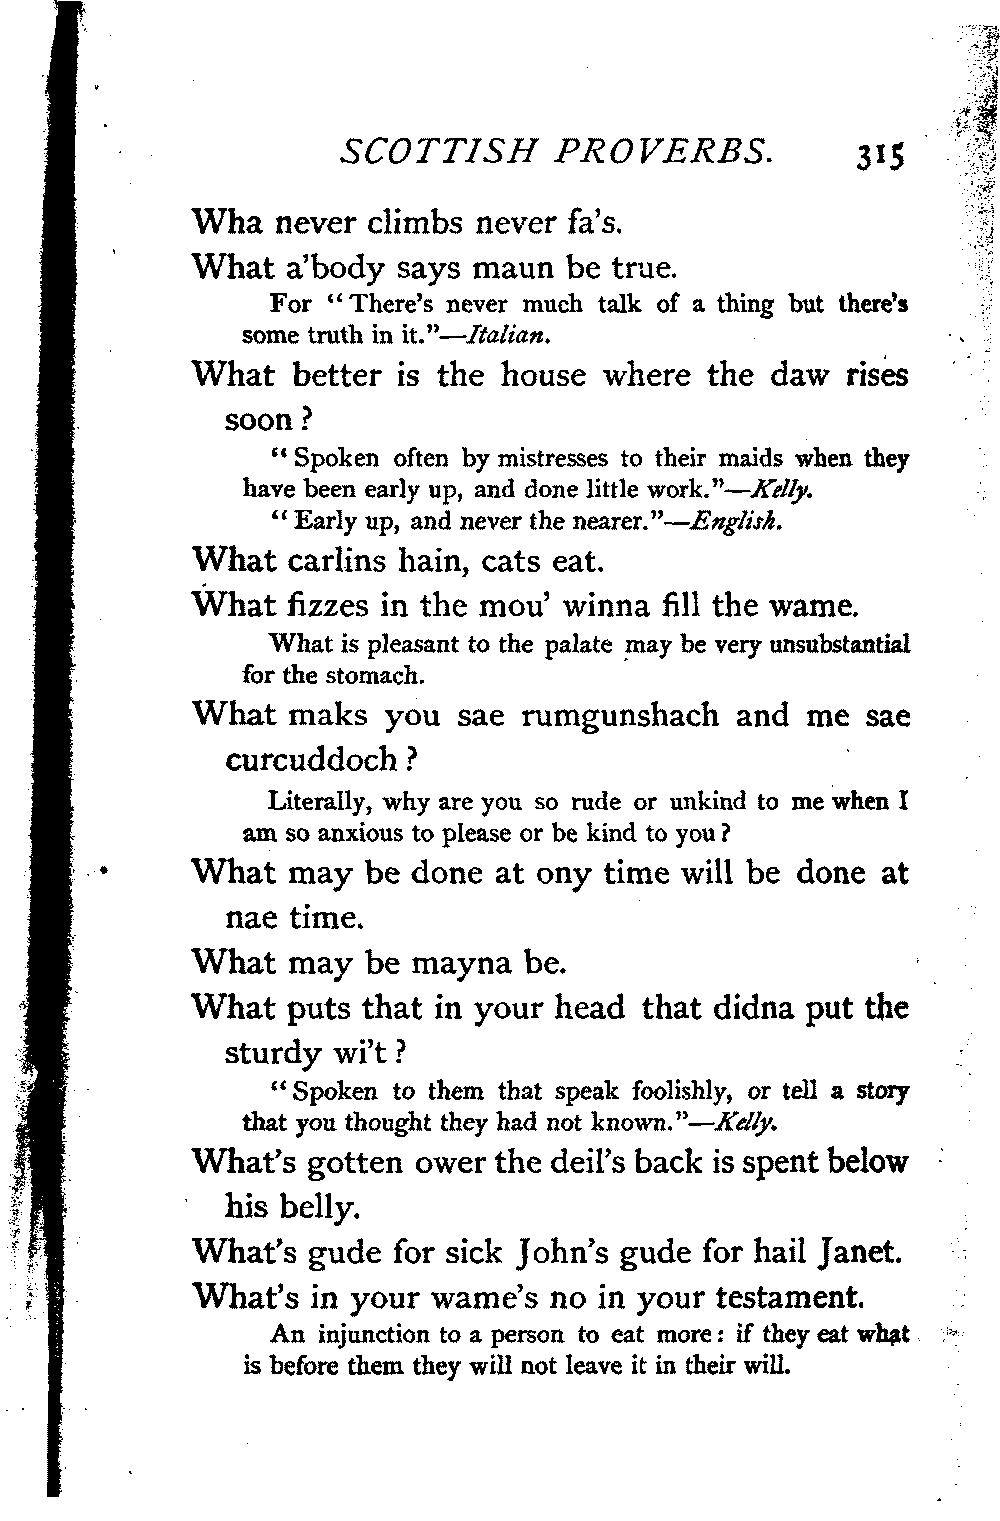 SCOTTISH PROVERBS. 315
Wha never climbs never fa's.
What a'body says maun be true.
For "There's never much talk of a thing but there's
some truth in it."—Italian.
What better is the house where the daw rises
soon?
"Spoken often by mistresses to their maids when they
have been early up, and done little work."—Kelly.
"Early up, and never the nearer."—English.
What carlins hain, cats eat.
What fizzes in the mou' winna fill the wame.
What is pleasant to the palate may be very unsubstantial
for the stomach.
What maks you sae rumgunshach and me sae
curcuddoch?
Literally, why are you so rude or unkind to me when I
am so anxious to please or be kind to you?
What may be done at ony time will be done at
nae time.
What may be mayna be.
What puts that in your head that didna put the
sturdy wi't?
"Spoken to them that speak foolishly, or tell a story
that you thought they had not known."—Kelly.
What's gotten ower the deil's back is spent below
his belly.
What's gude for sick John's gude for hail Janet.
What's in your wame's no in your testament.
An injunction to a person to eat more: if they eat what
is before them they will not leave it in their will.